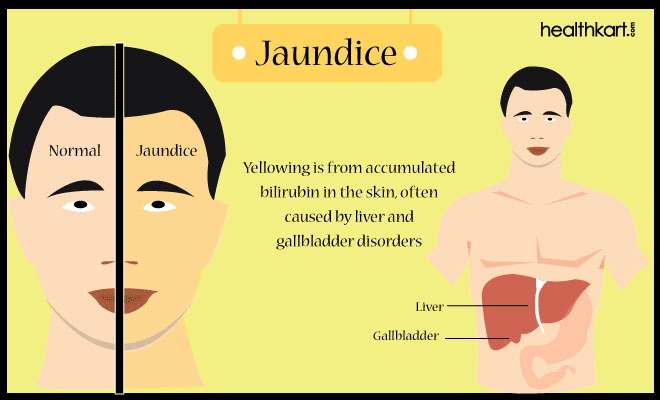 Jaundice
healthkart.com
Normal
Jaundice
Yellowing is from accumulated
bilirubin in the skin, often
caused by liver and
gallbladder disorders
Liver
Gallbladder